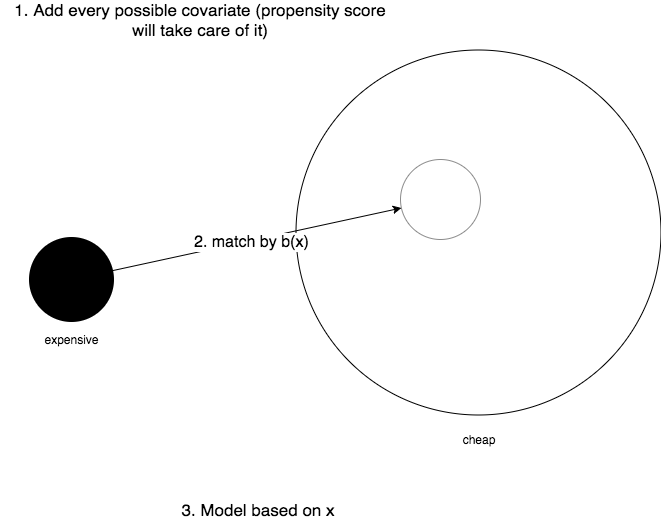 1. Add every possible covariate (propensity score
will take care of it)
2. match by b(x)
expensive
cheap
3. Model based on x